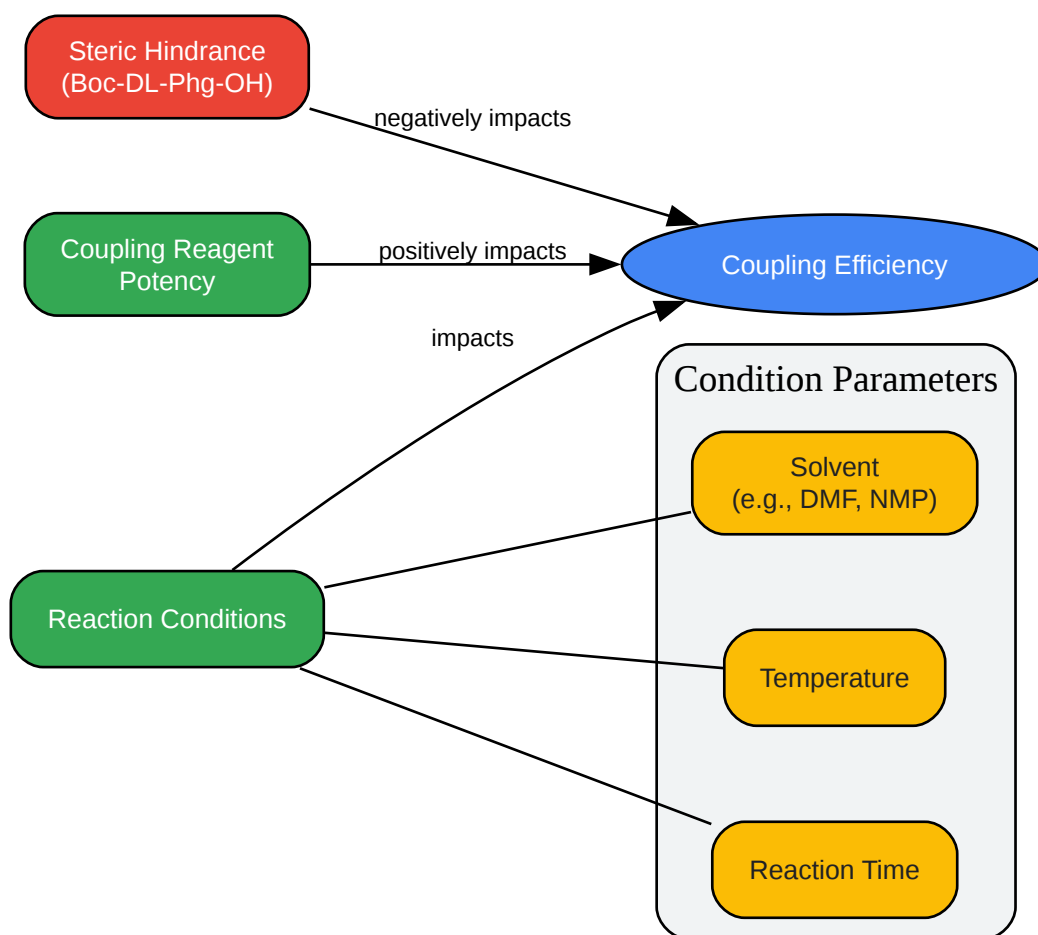 Steric Hindrance
(Boc-DL-Phg-OH)
negatively impacts
Coupling Reagent
Potency
positively impacts
Coupling Efficiency
impacts
Condition Parameters
Solvent
(e.g., DMF, NMP)
Reaction Conditions
Temperature
Reaction Time